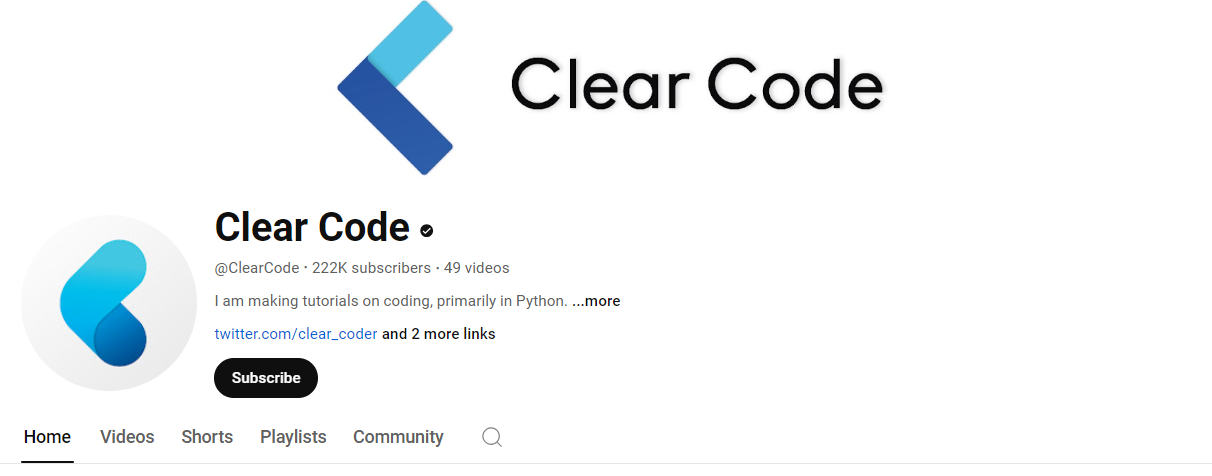 Clear Code
Clear Code
@ClearCode · 222K subscribers · 49 videos
I am making tutorials on coding, primarily in Python. ...more
twitter.com/clear_coder and 2 more links
Subscribe
Home Videos Shorts Playlists Community